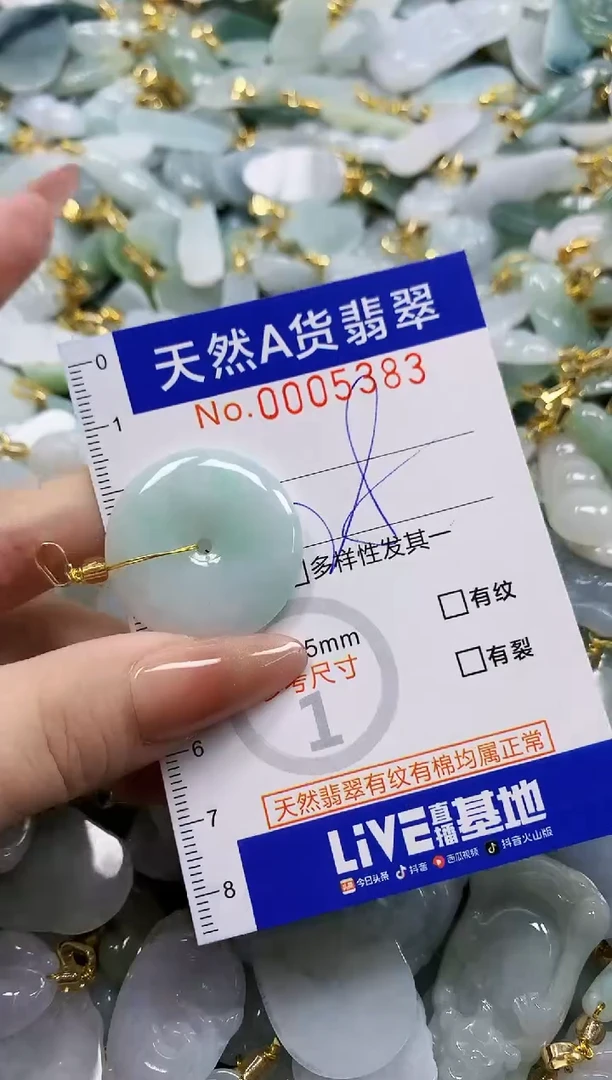 天然A货翡翠
No.0005383
0
1
多样性发其一
□有纹
5mm
考尺寸
□有裂
1
6
天然翡翠有纹有棉均属正常
7
LiVE直播基地
今日头条 抖音 西瓜视频 抖音火山版
8